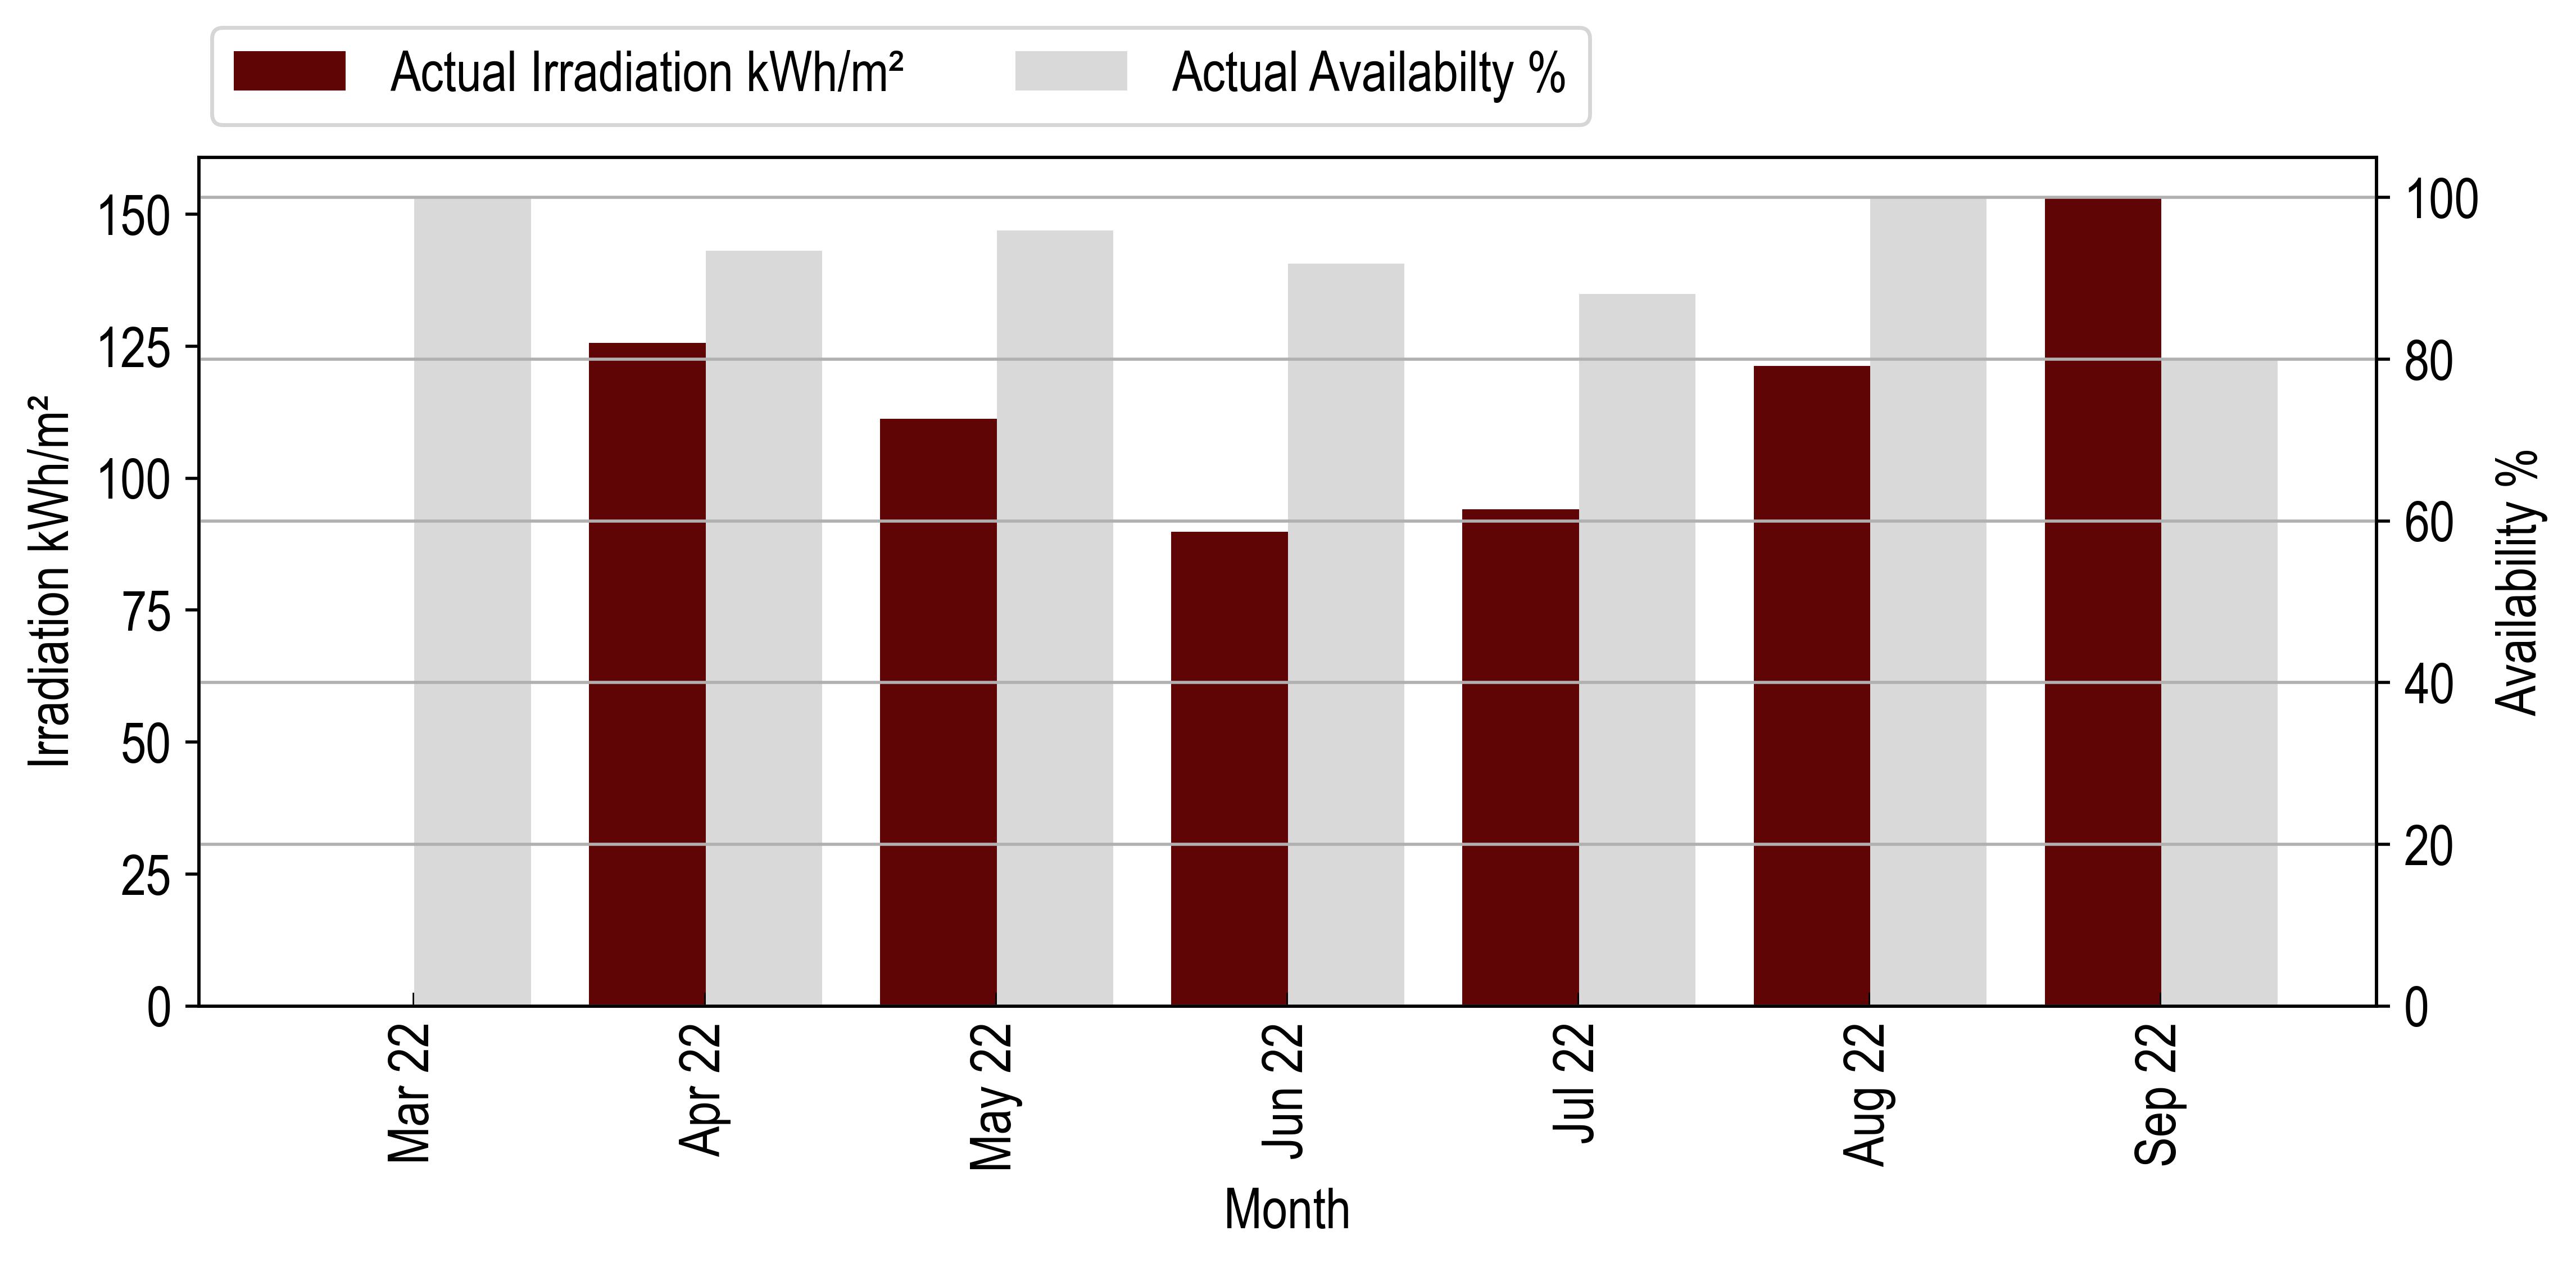 Actual Irradiation kWh/m² Actual Availabilty %
Irradiation kWh/m²
150
125
100
75
50
25
0
100
80
60
40
20
0
Availability %
Mar 22
Apr 22
May 22
Jun 22
Jul 22
Aug 22
Sep 22
Month